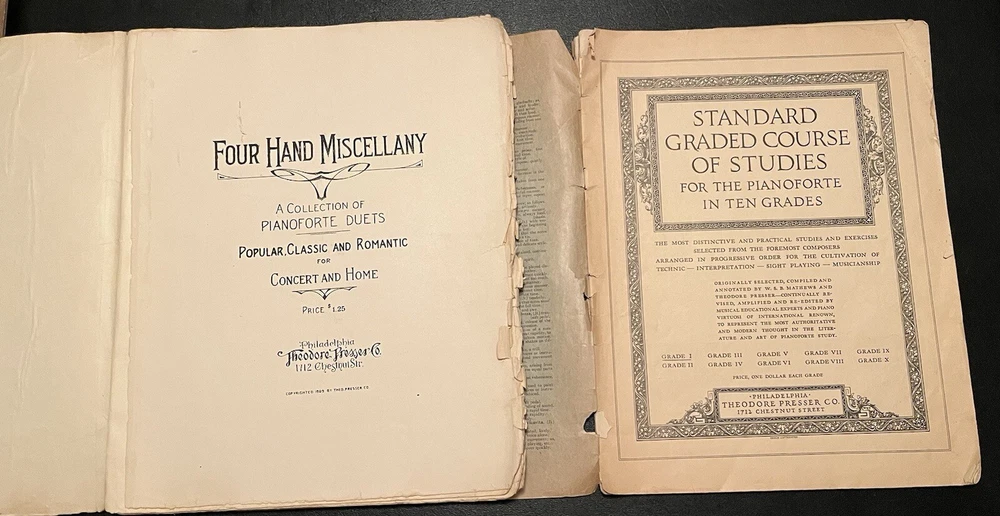 FOUR HAND MISCELLANY
A COLLECTION OF
PIANOFORTE DUETS
POPULAR, CLASSIC AND ROMANTIC
FOR
CONCERT AND HOME
PRICE $1.25
Philadelphia
Theodore Presser Co.
1712 Chestnut Str.
COPYRIGHTED 1905 BY THEO. PRESSER CO.
STANDARD
GRADED COURSE
OF STUDIES
FOR THE PIANOFORTE
IN TEN GRADES
THE MOST DISTINCTIVE AND PRACTICAL STUDIES AND EXERCISES
SELECTED FROM THE FOREMOST COMPOSERS
ARRANGED IN PROGRESSIVE ORDER FOR THE CULTIVATION OF
TECHNIC — INTERPRETATION — SIGHT PLAYING — MUSICIANSHIP
ORIGINALLY SELECTED, COMPILED AND
ANNOTATED BY W. S. B. MATHEWS AND
THEODORE PRESSER—CONTINUALLY RE-
VISED, AMPLIFIED AND RE-EDITED BY
MUSICAL EDUCATIONAL EXPERTS AND PIANO
VIRTUOSI OF INTERNATIONAL RENOWN,
TO REPRESENT THE MOST AUTHORITATIVE
AND MODERN THOUGHT IN THE LITER-
ATURE AND ART OF PIANOFORTE STUDY.
GRADE I GRADE III GRADE V GRADE VII GRADE IX
GRADE II GRADE IV GRADE VI GRADE VIII GRADE X
PRICE, ONE DOLLAR EACH GRADE
·PHILADELPHIA·
THEODORE PRESSER CO.
1712 CHESTNUT STREET